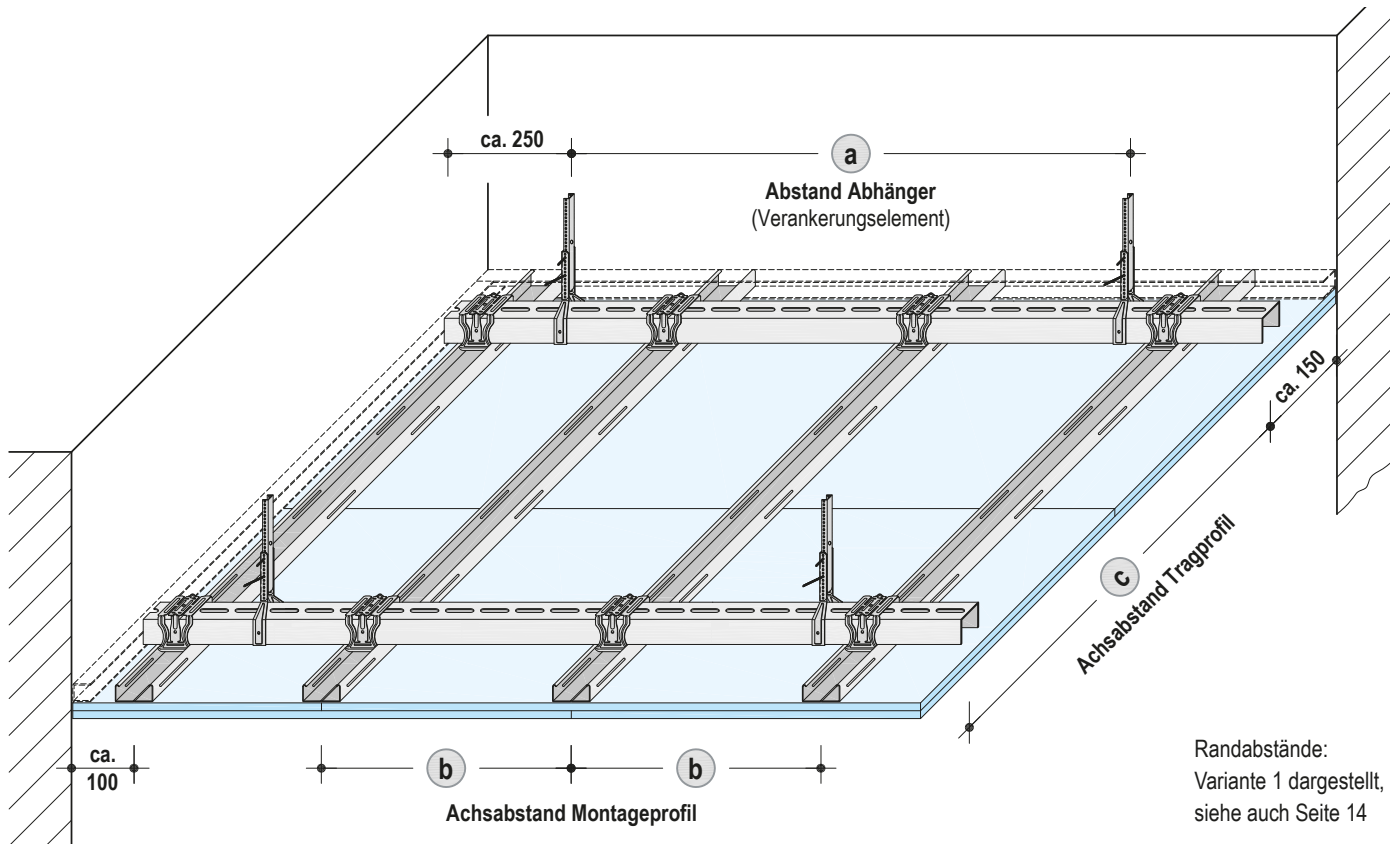 ca. 250
a
Abstand Abhänger
(Verankerungselement)
ca. 150
c
Achsabstand Tragprofil
ca.
100
b
b
Achsabstand Montageprofil
Randabstände:
Variante 1 dargestellt,
siehe auch Seite 14